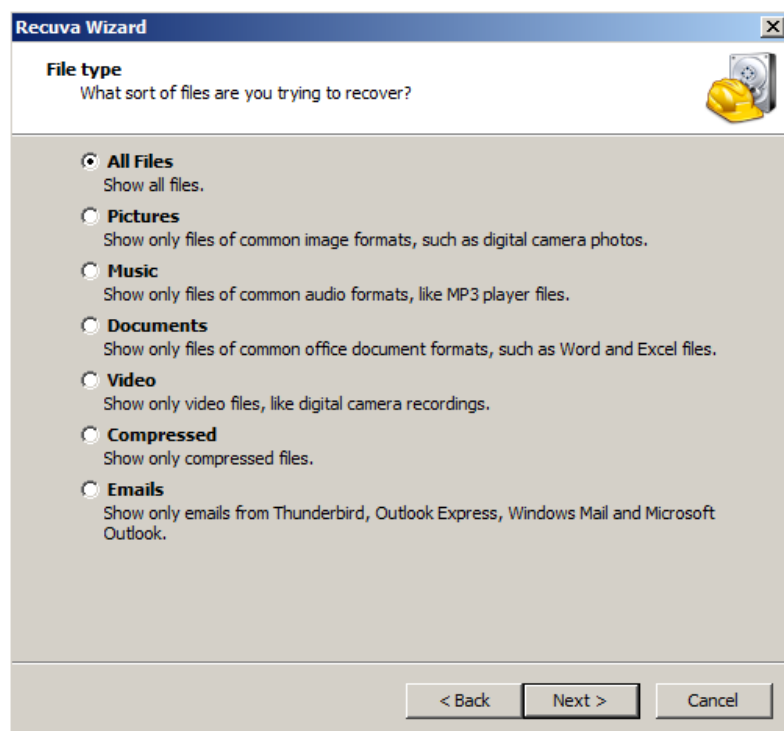 Recuva Wizard
File type
What sort of files are you trying to recover?
All Files
Show all files.
Pictures
Show only files of common image formats, such as digital camera photos.
Music
Show only files of common audio formats, like MP3 player files.
Documents
Show only files of common office document formats, such as Word and Excel files.
Video
Show only video files, like digital camera recordings.
Compressed
Show only compressed files.
Emails
Show only emails from Thunderbird, Outlook Express, Windows Mail and Microsoft
Outlook.
< Back Next > Cancel